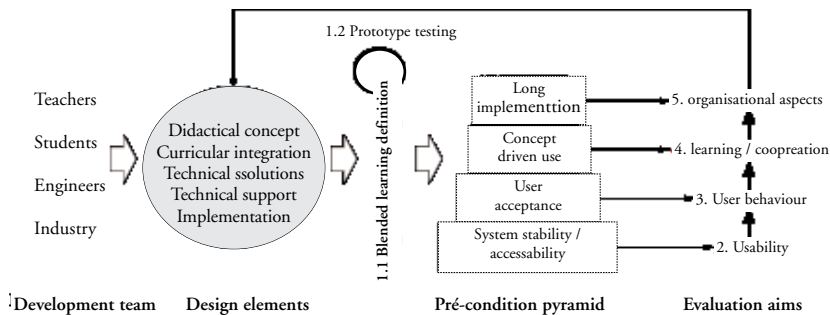 1.2 Prototype testing
Teachers
Students
Engineers
Industry
Didactical concept
Curricular integration
Technical ssolutions
Technical support
Implementation
1.1 Blended learning definition
Long
implementtion
Concept
driven use
User
acceptance
System stability /
accessability
5. organisational aspects
4. learning / coopreation
3. User behaviour
2. Usability
Development team
Design elements
Pré-condition pyramid
Evaluation aims